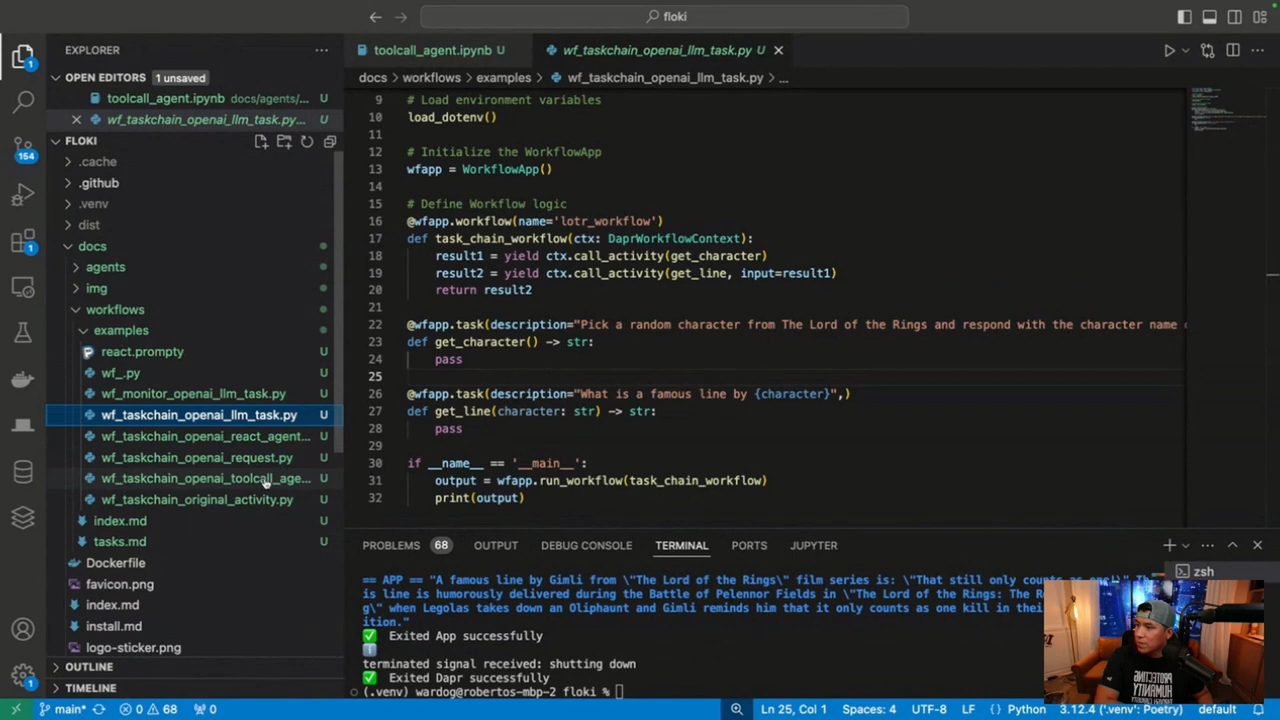 floki
EXPLORER
OPEN EDITORS 1 unsaved
toolcall_agent.ipynb docs/agents/... U
wf_taskchain_openai_llm_task.py... U
FLOKI
.cache
.github
.venv
dist
docs
agents
img
workflows
examples
react.prompty U
wf_.py U
wf_monitor_openai_llm_task.py U
wf_taskchain_openai_llm_task.py U
wf_taskchain_openai_react_agent... U
wf_taskchain_openai_request.py U
wf_taskchain_openai_toolcall_age... U
wf_taskchain_original_activity.py U
index.md U
tasks.md U
Dockerfile
favicon.png
index.md
install.md
logo-sticker.png
OUTLINE
TIMELINE
1
154
1
1
toolcall_agent.ipynb U
wf_taskchain_openai_llm_task.py U
docs > workflows > examples > wf_taskchain_openai_llm_task.py > ...
9 # Load environment variables
10 load_dotenv()
11
12 # Initialize the WorkflowApp
13 wfapp = WorkflowApp()
14
15 # Define Workflow logic
16 @wfapp.workflow(name='lotr_workflow')
17 def task_chain_workflow(ctx: DaprWorkflowContext):
18 result1 = yield ctx.call_activity(get_character)
19 result2 = yield ctx.call_activity(get_line, input=result1)
20 return result2
21
22 @wfapp.task(description="Pick a random character from The Lord of the Rings and respond with the character name
23 def get_character() -> str:
24 pass
25
26 @wfapp.task(description="What is a famous line by {character}",)
27 def get_line(character: str) -> str:
28 pass
29
30 if __name__ == '__main__':
31 output = wfapp.run_workflow(task_chain_workflow)
32 print(output)
PROBLEMS 68 OUTPUT DEBUG CONSOLE TERMINAL PORTS JUPYTER
zsh
== APP == "A famous line by Gimli from \"The Lord of the Rings\" film series is: \"That still only counts as one
is line is humorously delivered during the Battle of Pelennor Fields in \"The Lord of the Rings: The Re
g\" when Legolas takes down an Oliphaunt and Gimli reminds him that it only counts as one kill in their
ition."
Exited App successfully
terminated signal received: shutting down
Exited Dapr successfully
(.venv) wardog@robertos-mbp-2 floki %
PROTECTING
HUMANITY
main* 0 68 0 Ln 25, Col 1 Spaces: 4 UTF-8 LF {} Python 3.12.4 ('.venv': Poetry) default